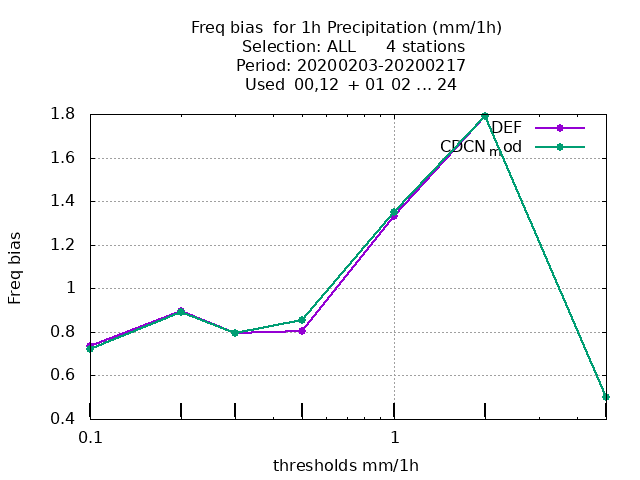 Freq bias for 1h Precipitation (mm/1h)
Selection: ALL 4 stations
Period: 20200203-20200217
Used 00,12 + 01 02 ... 24
1.8
1.6
1.4
1.2
1
0.8
0.6
0.4
Freq bias
DEF
CDCN_mod
0.1
1
thresholds mm/1h